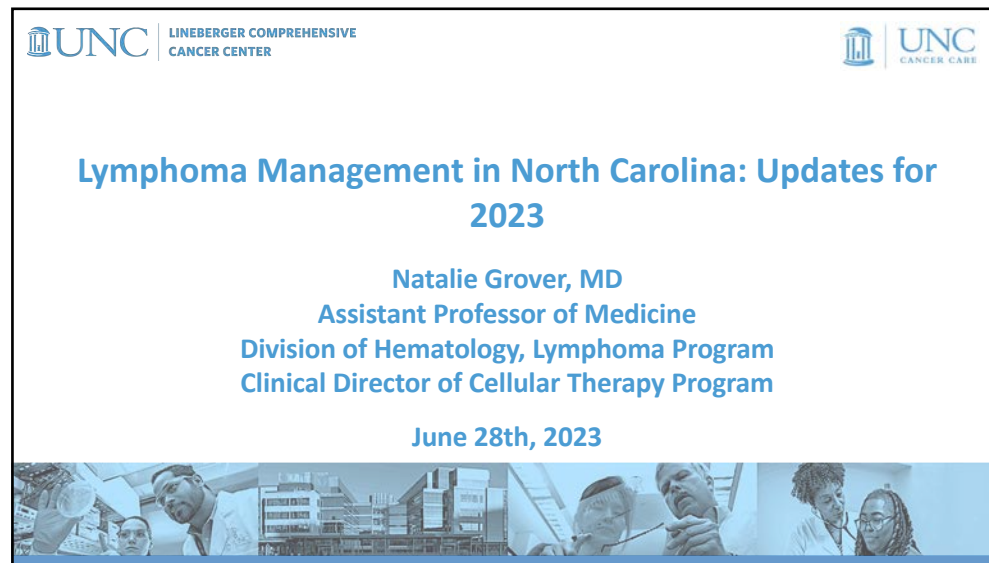 UNC
LINEBERGER COMPREHENSIVE
CANCER CENTER
UNC
CANCER CARE
Lymphoma Management in North Carolina: Updates for
2023
Natalie Grover, MD
Assistant Professor of Medicine
Division of Hematology, Lymphoma Program
Clinical Director of Cellular Therapy Program
June 28th, 2023